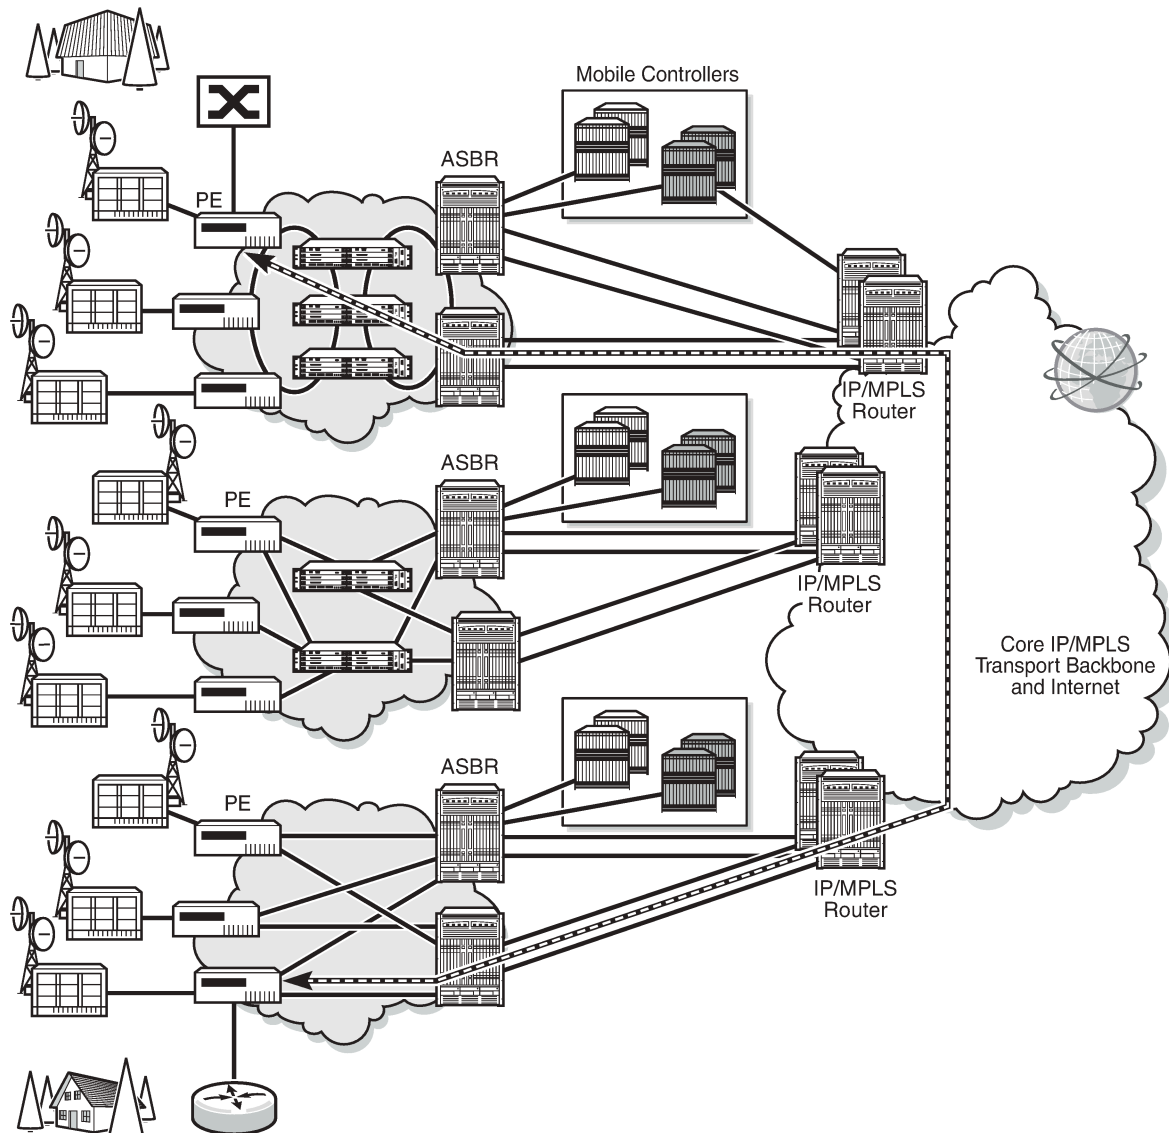 Mobile Controllers
ASBR
PE
IP/MPLS
Router
ASBR
PE
IP/MPLS
Router
Core IP/MPLS
Transport Backbone
and Internet
ASBR
PE
IP/MPLS
Router